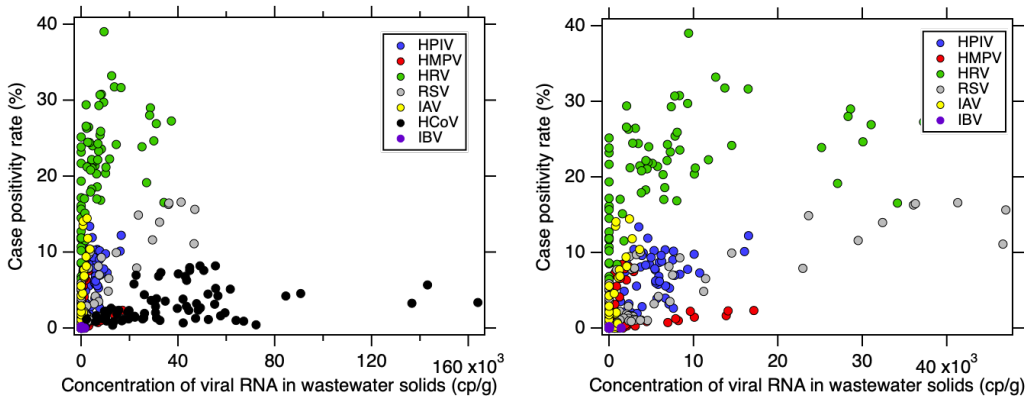 Case positivity rate (%)
40
30
20
10
0
HPIV
HMPV
HRV
RSV
IAV
HCoV
IBV
0 40 80 120 160 x10³
Concentration of viral RNA in wastewater solids (cp/g)
Case positivity rate (%)
40
30
20
10
0
HPIV
HMPV
HRV
RSV
IAV
IBV
0 10 20 30 40 x10³
Concentration of viral RNA in wastewater solids (cp/g)